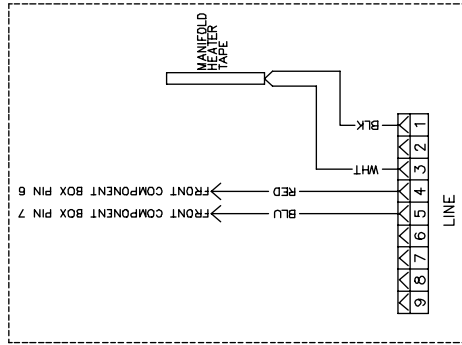 MANIFOLD
HEATER
TAPE
BLK
WHT
RED
FRONT COMPONENT BOX PIN 6
BLU
FRONT COMPONENT BOX PIN 7
1
2
3
4
5
6
7
8
9
LINE